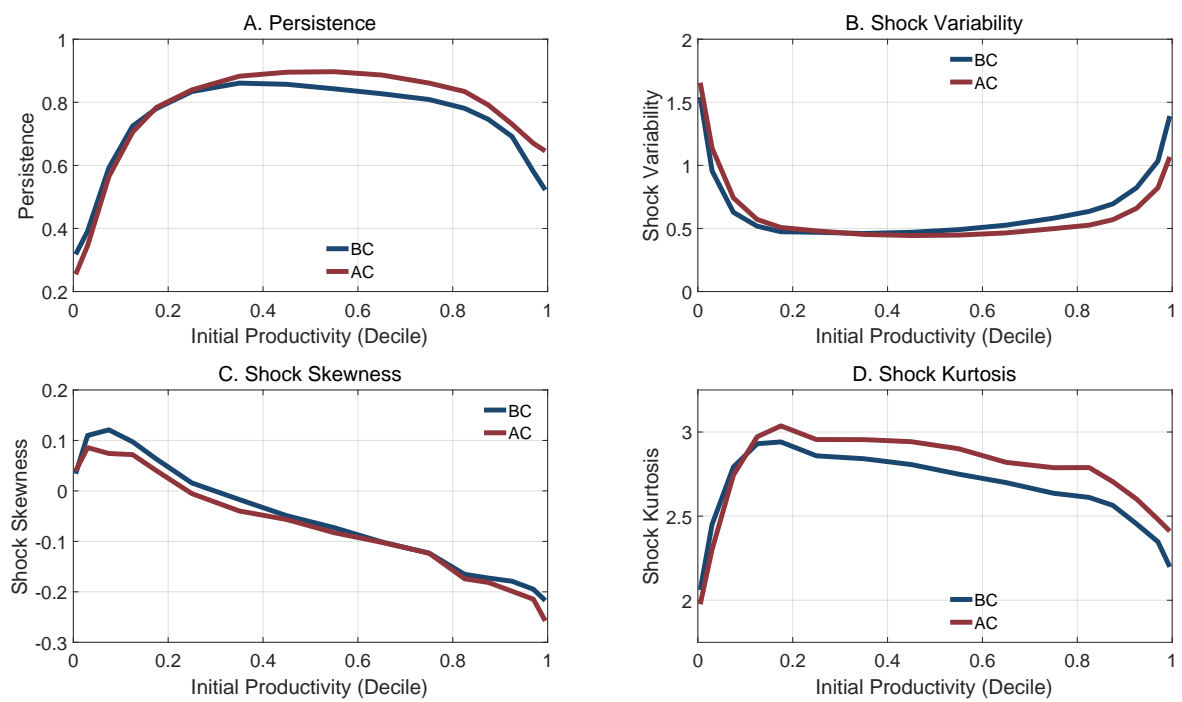 A. Persistence
1
0.8
0.6
0.4
0.2
Persistence
BC
AC
0 0.2 0.4 0.6 0.8 1
Initial Productivity (Decile)
B. Shock Variability
2
1.5
1
0.5
0
Shock Variability
BC
AC
0 0.2 0.4 0.6 0.8 1
Initial Productivity (Decile)
C. Shock Skewness
0.2
0.1
0
-0.1
-0.2
-0.3
Shock Skewness
BC
AC
0 0.2 0.4 0.6 0.8 1
Initial Productivity (Decile)
D. Shock Kurtosis
3
2.5
2
Shock Kurtosis
BC
AC
0 0.2 0.4 0.6 0.8 1
Initial Productivity (Decile)